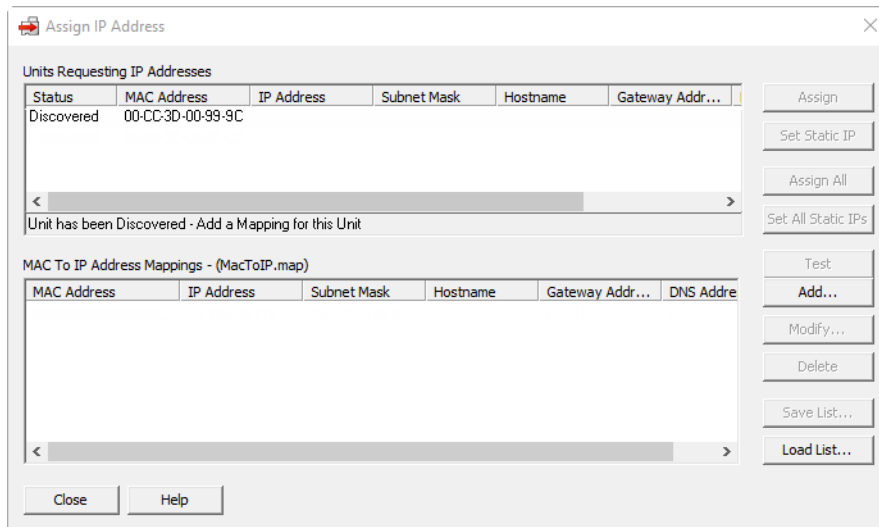 Assign IP Address
Units Requesting IP Addresses
Status MAC Address IP Address Subnet Mask Hostname Gateway Addr...
Discovered 00-CC-3D-00-99-9C
Unit has been Discovered - Add a Mapping for this Unit
Assign
Set Static IP
Assign All
Set All Static IPs
MAC To IP Address Mappings - (MacToIP.map)
MAC Address IP Address Subnet Mask Hostname Gateway Addr... DNS Addre
Test
Add...
Modify...
Delete
Save List...
Load List...
Close Help